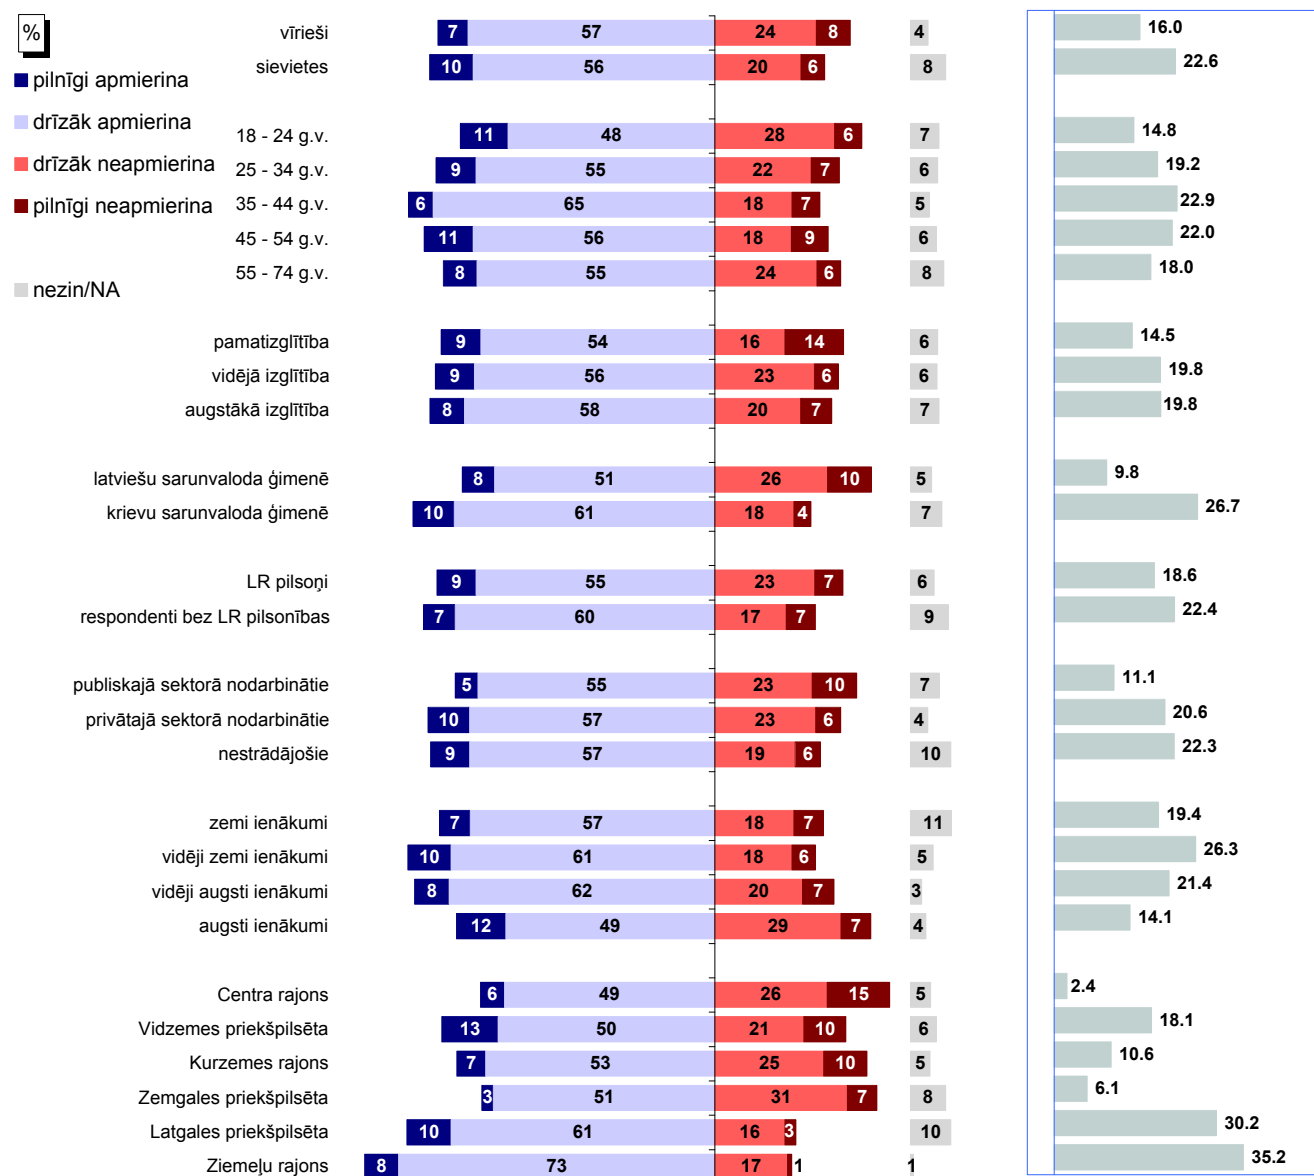 %
pilnīgi apmierina
drīzāk apmierina
drīzāk neapmierina
pilnīgi neapmierina
nezin/NA
vīrieši 7 57 24 8 4 16.0
sievietes 10 56 20 6 8 22.6
18 - 24 g.v. 11 48 28 6 7 14.8
25 - 34 g.v. 9 55 22 7 6 19.2
35 - 44 g.v. 6 65 18 7 5 22.9
45 - 54 g.v. 11 56 18 9 6 22.0
55 - 74 g.v. 8 55 24 6 8 18.0
pamatizglītība 9 54 16 14 6 14.5
vidējā izglītība 9 56 23 6 6 19.8
augstākā izglītība 8 58 20 7 7 19.8
latviešu sarunvaloda ģimenē 8 51 26 10 5 9.8
krievu sarunvaloda ģimenē 10 61 18 4 7 26.7
LR pilsoņi 9 55 23 7 6 18.6
respondenti bez LR pilsonības 7 60 17 7 9 22.4
publiskajā sektorā nodarbinātie 5 55 23 10 7 11.1
privātajā sektorā nodarbinātie 10 57 23 6 4 20.6
nestrādājošie 9 57 19 6 10 22.3
zemi ienākumi 7 57 18 7 11 19.4
vidēji zemi ienākumi 10 61 18 6 5 26.3
vidēji augsti ienākumi 8 62 20 7 3 21.4
augsti ienākumi 12 49 29 7 4 14.1
Centra rajons 6 49 26 15 5 2.4
Vidzemes priekšpilsēta 13 50 21 10 6 18.1
Kurzemes rajons 7 53 25 10 5 10.6
Zemgales priekšpilsēta 3 51 31 7 8 6.1
Latgales priekšpilsēta 10 61 16 3 10 30.2
Ziemeļu rajons 8 73 17 1 1 35.2